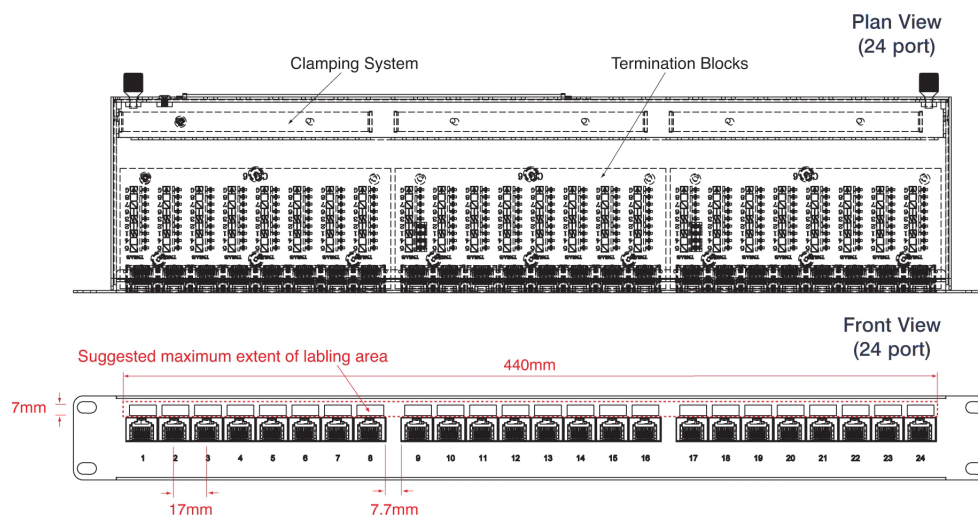 Plan View
(24 port)
Clamping System
Termination Blocks
Front View
(24 port)
Suggested maximum extent of labling area
440mm
7mm
1 2 3 4 5 6 7 8 9 10 11 12 13 14 15 16 17 18 19 20 21 22 23 24
17mm
7.7mm